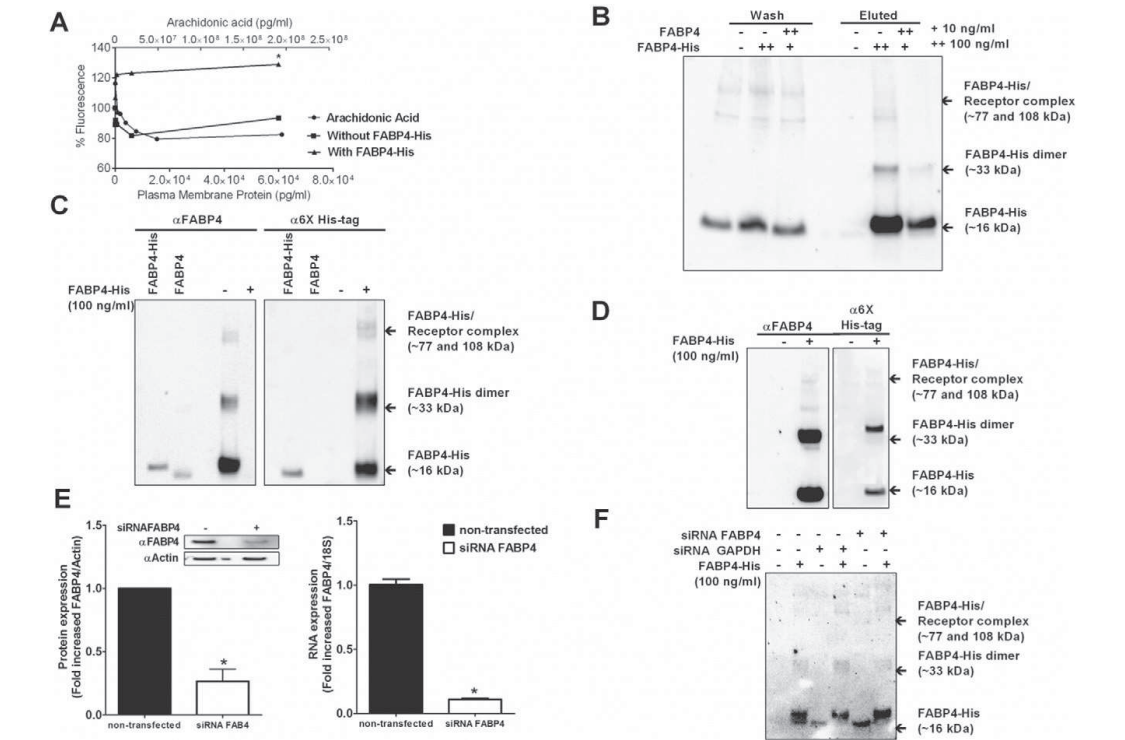 A
Arachidonic acid (pg/ml)
0 5.0×10⁷ 1.0×10⁸ 1.5×10⁸ 2.0×10⁸ 2.5×10⁸
140
120
100
80
60
% Fluorescence
*
Arachidonic Acid
Without FABP4-His
With FABP4-His
0 2.0×10⁴ 4.0×10⁴ 6.0×10⁴ 8.0×10⁴
Plasma Membrane Protein (pg/ml)
B
Wash Eluted
FABP4 - - ++ - - ++ + 10 ng/ml
FABP4-His - ++ + - ++ + ++ 100 ng/ml
FABP4-His/
Receptor complex
(~77 and 108 kDa)
FABP4-His dimer
(~33 kDa)
FABP4-His
(~16 kDa)
C
αFABP4 α6X His-tag
FABP4-His FABP4 FABP4-His FABP4
FABP4-His - + - +
(100 ng/ml)
FABP4-His/
Receptor complex
(~77 and 108 kDa)
FABP4-His dimer
(~33 kDa)
FABP4-His
(~16 kDa)
D
αFABP4 α6X
His-tag
FABP4-His - + - +
(100 ng/ml)
FABP4-His/
Receptor complex
(~77 and 108 kDa)
FABP4-His dimer
(~33 kDa)
FABP4-His
(~16 kDa)
E
siRNAFABP4 - +
αFABP4
αActin
Protein expression
(Fold increased FABP4/Actin)
1.5
1.0
0.5
0.0
*
non-transfected siRNA FAB4
RNA expression
(Fold increased FABP4/18S)
1.5
1.0
0.5
0.0
*
non-transfected siRNA FABP4
non-transfected
siRNA FABP4
F
siRNA FABP4 - - - - + +
siRNA GAPDH - - + + - -
FABP4-His - + - + - +
(100 ng/ml)
FABP4-His/
Receptor complex
(~77 and 108 kDa)
FABP4-His dimer
(~33 kDa)
FABP4-His
(~16 kDa)